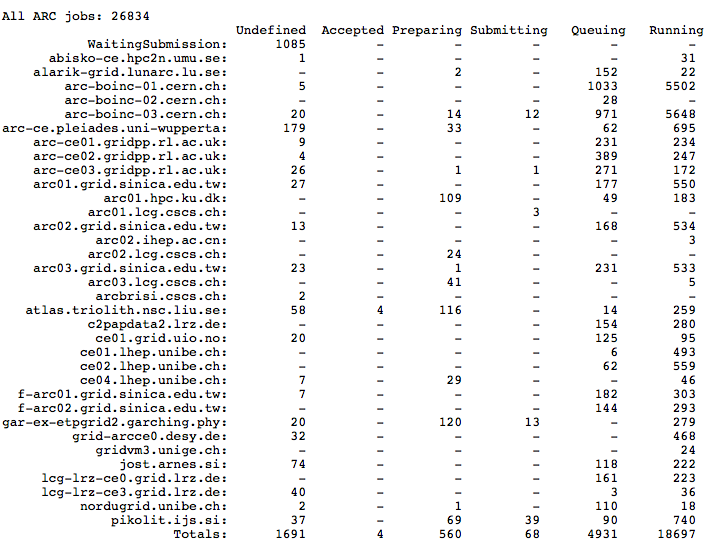 All ARC jobs: 26834
Undefined Accepted Preparing Submitting Queuing Running
WaitingSubmission: 1085 – – – – –
abisko-ce.hpc2n.umu.se: 1 – – – – 31
alarik-grid.lunarc.lu.se: – – 2 – 152 22
arc-boinc-01.cern.ch: 5 – – – 1033 5502
arc-boinc-02.cern.ch: – – – – 28 –
arc-boinc-03.cern.ch: 20 – 14 12 971 5648
arc-ce.pleiades.uni-wupperta: 179 – 33 – 62 695
arc-ce01.gridpp.rl.ac.uk: 9 – – – 231 234
arc-ce02.gridpp.rl.ac.uk: 4 – – – 389 247
arc-ce03.gridpp.rl.ac.uk: 26 – 1 1 271 172
arc01.grid.sinica.edu.tw: 27 – – – 177 550
arc01.hpc.ku.dk: – – 109 – 49 183
arc01.lcg.cscs.ch: – – – 3 – –
arc02.grid.sinica.edu.tw: 13 – – – 168 534
arc02.ihep.ac.cn: – – – – – 3
arc02.lcg.cscs.ch: – – 24 – – –
arc03.grid.sinica.edu.tw: 23 – 1 – 231 533
arc03.lcg.cscs.ch: – – 41 – – 5
arcbrisi.cscs.ch: 2 – – – – –
atlas.triolith.nsc.liu.se: 58 4 116 – 14 259
c2papdata2.lrz.de: – – – – 154 280
ce01.grid.uio.no: 20 – – – 125 95
ce01.lhep.unibe.ch: – – – – 6 493
ce02.lhep.unibe.ch: – – – – 62 559
ce04.lhep.unibe.ch: 7 – 29 – – 46
f-arc01.grid.sinica.edu.tw: 7 – – – 182 303
f-arc02.grid.sinica.edu.tw: – – – – 144 293
gar-ex-etpgrid2.garching.phy: 20 – 120 13 – 279
grid-arcce0.desy.de: 32 – – – – 468
gridvm3.unige.ch: – – – – – 24
jost.arnes.si: 74 – – – 118 222
lcg-lrz-ce0.grid.lrz.de: – – – – 161 223
lcg-lrz-ce3.grid.lrz.de: 40 – – – 3 36
nordugrid.unibe.ch: 2 – 1 – 110 18
pikolit.ijs.si: 37 – 69 39 90 740
Totals: 1691 4 560 68 4931 18697